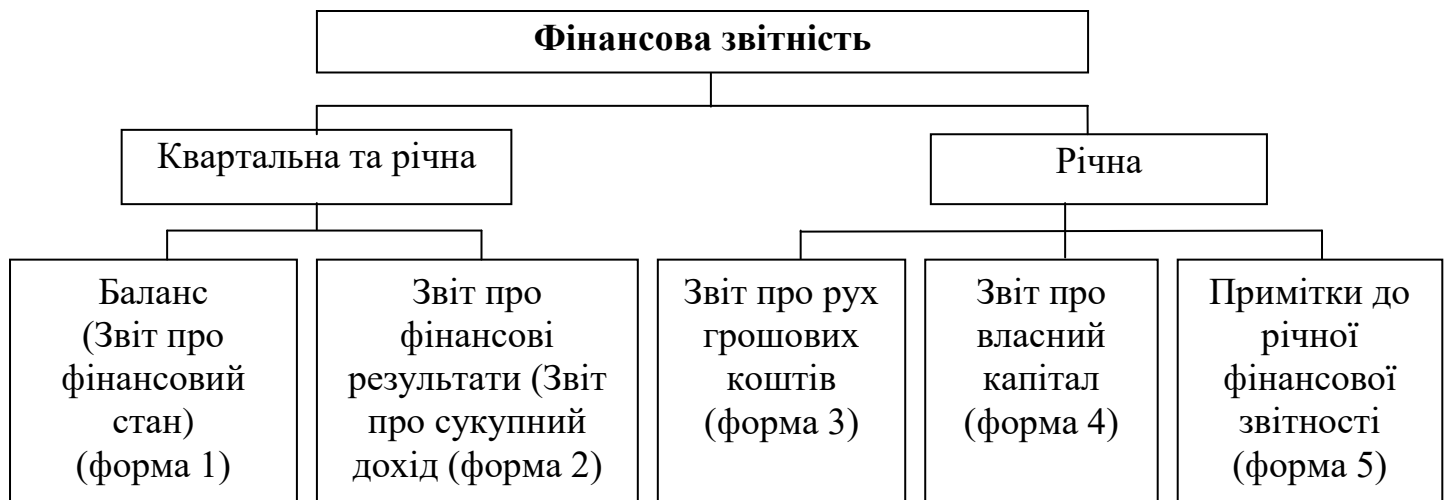 Фінансова звітність
Квартальна та річна
Річна
Баланс
(Звіт про
фінансовий
стан)
(форма 1)
Звіт про
фінансові
результати (Звіт
про сукупний
дохід (форма 2)
Звіт про рух
грошових
коштів
(форма 3)
Звіт про
власний
капітал
(форма 4)
Примітки до
річної
фінансової
звітності
(форма 5)